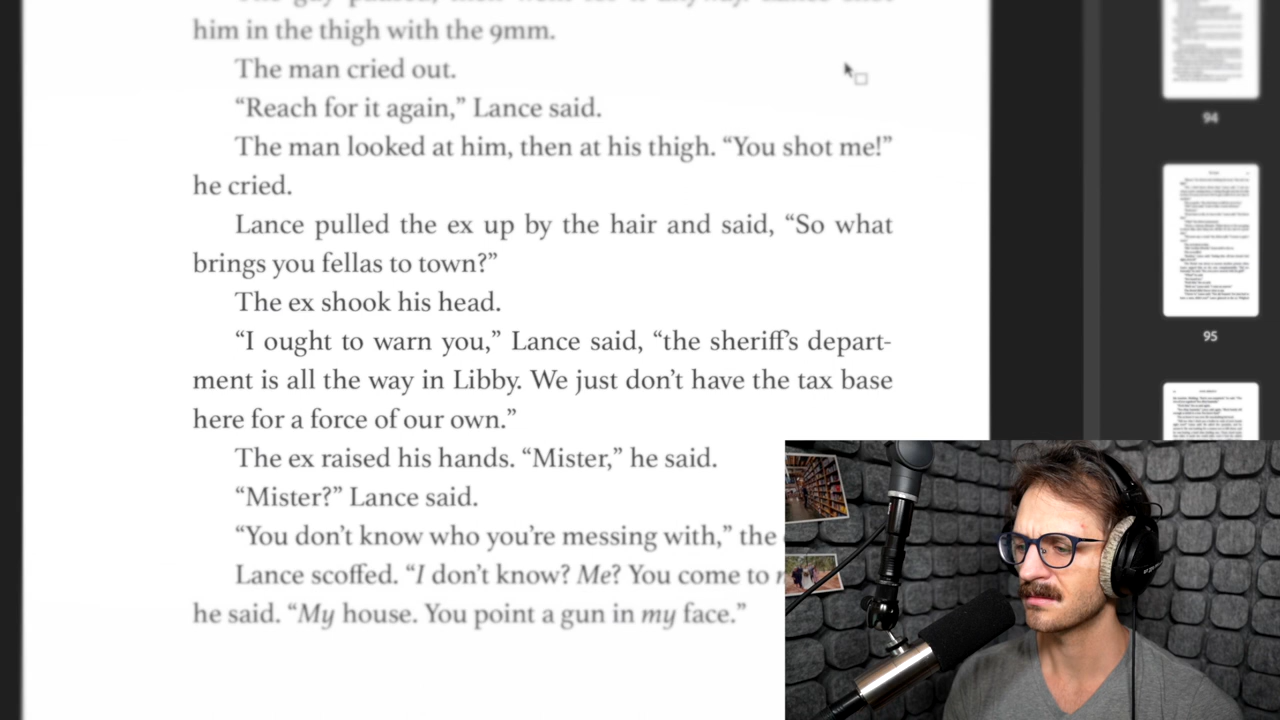 him in the thigh with the 9mm.
The man cried out.
“Reach for it again,” Lance said.
The man looked at him, then at his thigh. “You shot me!”
he cried.
Lance pulled the ex up by the hair and said, “So what
brings you fellas to town?”
The ex shook his head.
“I ought to warn you,” Lance said, “the sheriff’s depart-
ment is all the way in Libby. We just don’t have the tax base
here for a force of our own.”
The ex raised his hands. “Mister,” he said.
“Mister?” Lance said.
“You don’t know who you’re messing with,” the
Lance scoffed. “I don’t know? Me? You come to
he said. “My house. You point a gun in my face.”
94
95